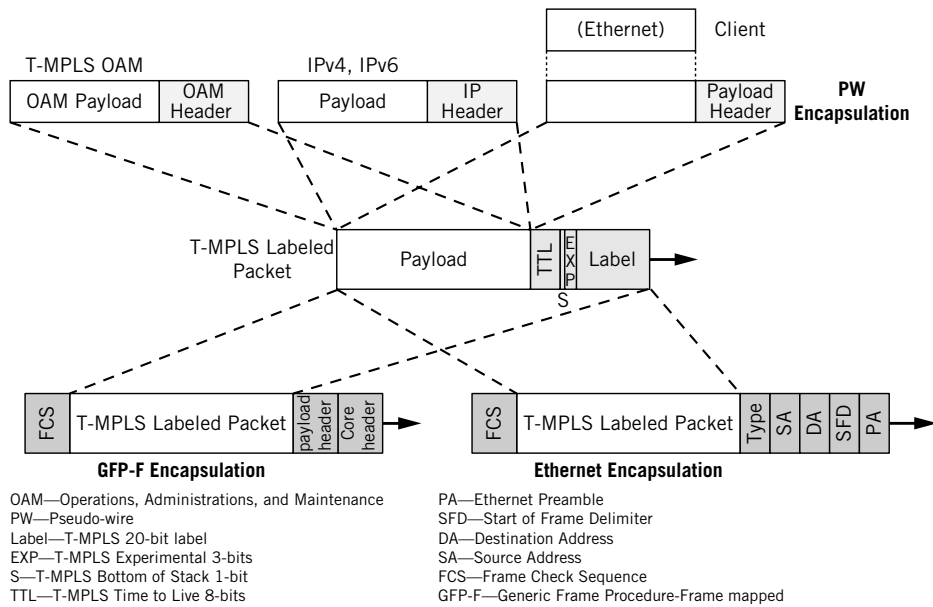 (Ethernet) Client
T-MPLS OAM
IPv4, IPv6
OAM Payload
OAM
Header
Payload
IP
Header
Payload
Header
PW
Encapsulation
T-MPLS Labeled
Packet
Payload
TTL
S
EXP
Label
FCS
T-MPLS Labeled Packet
payload
header
Core
header
FCS
T-MPLS Labeled Packet
Type
SA
DA
SFD
PA
GFP-F Encapsulation
Ethernet Encapsulation
OAM—Operations, Administrations, and Maintenance
PW—Pseudo-wire
Label—T-MPLS 20-bit label
EXP—T-MPLS Experimental 3-bits
S—T-MPLS Bottom of Stack 1-bit
TTL—T-MPLS Time to Live 8-bits
PA—Ethernet Preamble
SFD—Start of Frame Delimiter
DA—Destination Address
SA—Source Address
FCS—Frame Check Sequence
GFP-F—Generic Frame Procedure-Frame mapped